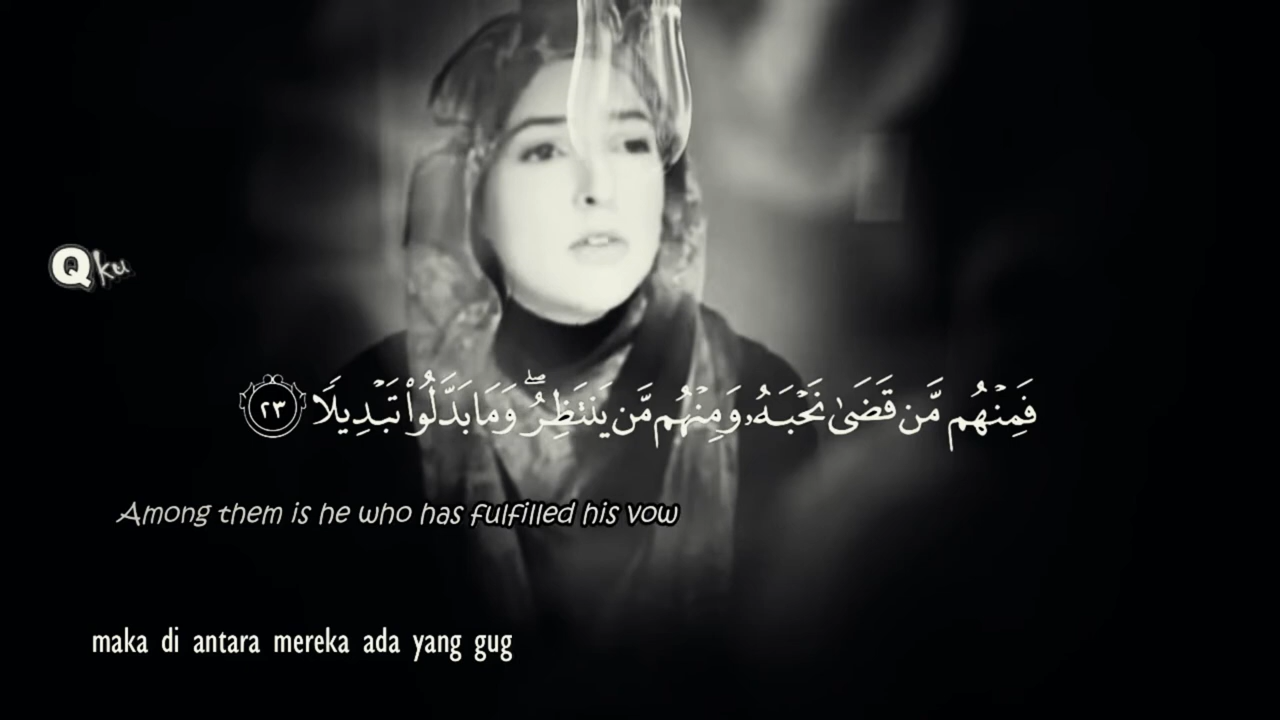 Qku
فَمِنْهُم مَّن قَضَىٰ نَحْبَهُۥ وَمِنْهُم مَّن يَنتَظِرُ ۖ وَمَا بَدَّلُوا۟ تَبْدِيلًا ٢٣
Among them is he who has fulfilled his vow
maka di antara mereka ada yang gug